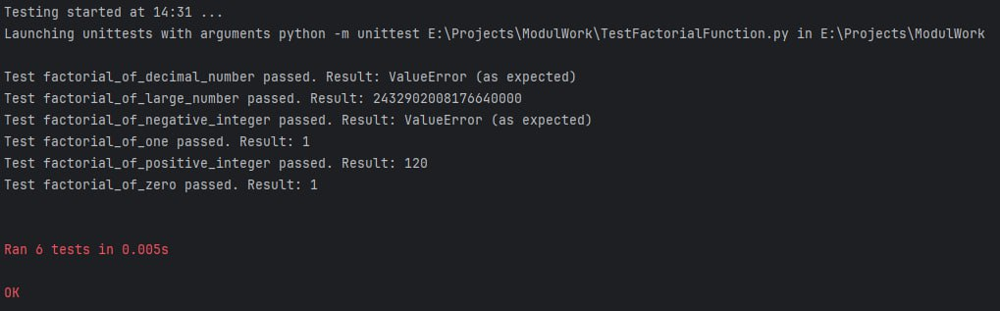 Testing started at 14:31 ...
Launching unittests with arguments python -m unittest E:\Projects\ModulWork\TestFactorialFunction.py in E:\Projects\ModulWork
Test factorial_of_decimal_number passed. Result: ValueError (as expected)
Test factorial_of_large_number passed. Result: 2432902008176640000
Test factorial_of_negative_integer passed. Result: ValueError (as expected)
Test factorial_of_one passed. Result: 1
Test factorial_of_positive_integer passed. Result: 120
Test factorial_of_zero passed. Result: 1
Ran 6 tests in 0.005s
OK